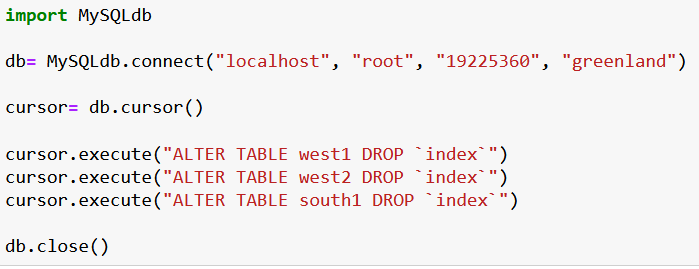 import MySQLdb
db= MySQLdb.connect("localhost", "root", "19225360", "greenland")
cursor= db.cursor()
cursor.execute("ALTER TABLE west1 DROP `index`")
cursor.execute("ALTER TABLE west2 DROP `index`")
cursor.execute("ALTER TABLE south1 DROP `index`")
db.close()